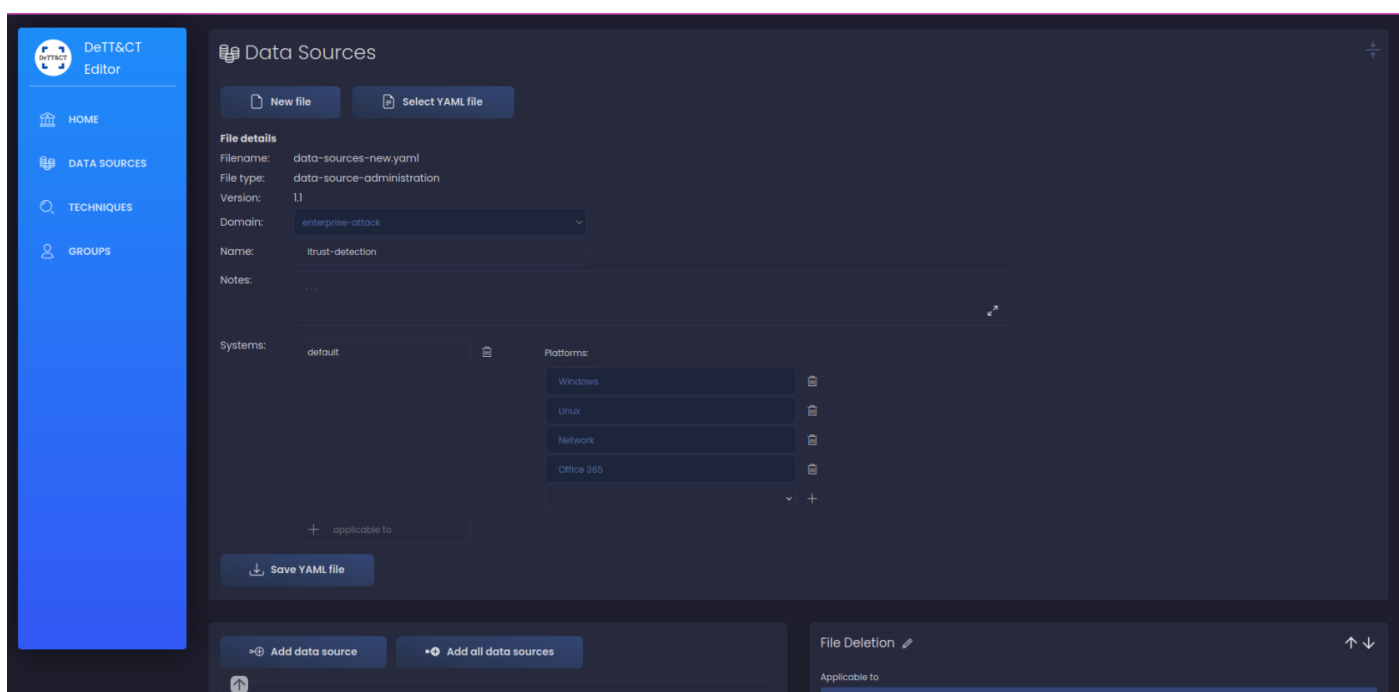 DeTT&CT
DeTT&CT
Editor
HOME
DATA SOURCES
TECHNIQUES
GROUPS
Data Sources
New file
Select YAML file
File details
Filename: data-sources-new.yaml
File type: data-source-administration
Version: 1.1
Domain: enterprise-attack
Name: itrust-detection
Notes: ...
Systems: default
Platforms:
Windows
Linux
Network
Office 365
+ applicable to
Save YAML file
Add data source
Add all data sources
File Deletion
Applicable to